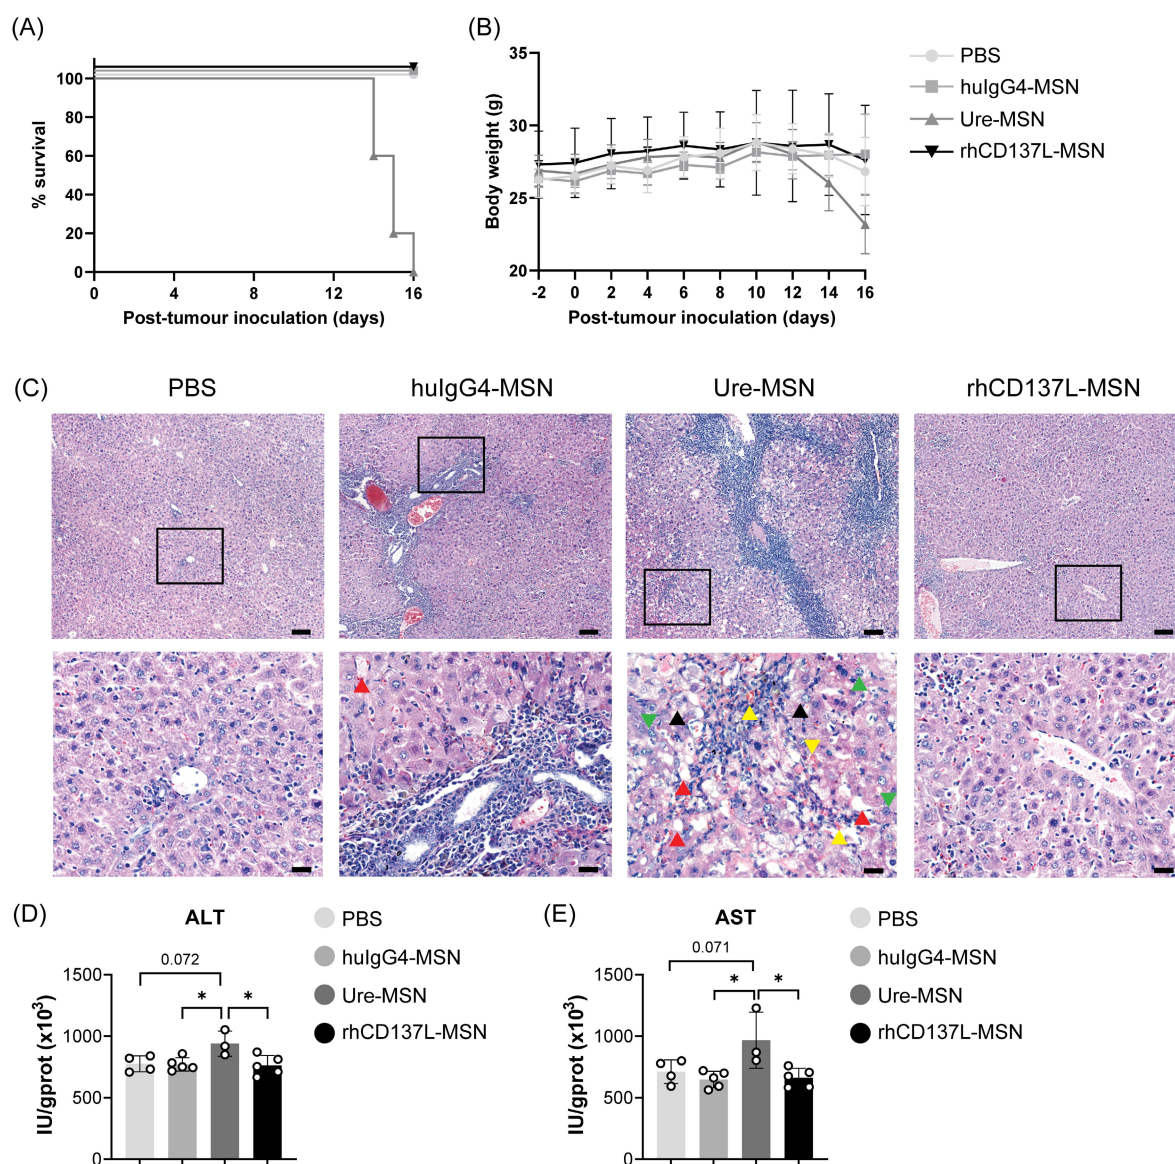 (A)
% survival
100
80
60
40
20
0
0 4 8 12 16
Post-tumour inoculation (days)
(B)
Body weight (g)
35
30
25
20
-2 0 2 4 6 8 10 12 14 16
Post-tumour inoculation (days)
PBS
huIgG4-MSN
Ure-MSN
rhCD137L-MSN
(C)
PBS huIgG4-MSN Ure-MSN rhCD137L-MSN
(D)
ALT
IU/gprot (x10³)
1500
1000
500
0
0.072
* *
PBS
huIgG4-MSN
Ure-MSN
rhCD137L-MSN
(E)
AST
IU/gprot (x10³)
1500
1000
500
0
0.071
* *
PBS
huIgG4-MSN
Ure-MSN
rhCD137L-MSN